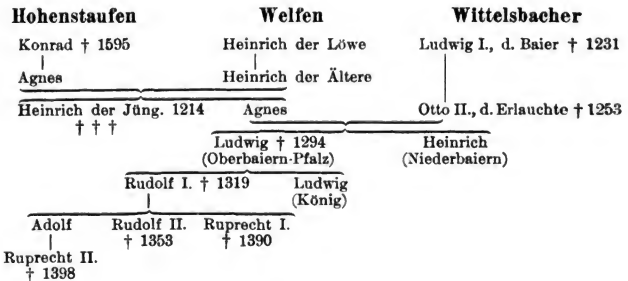 Hohenstaufen Welfen Wittelsbacher
Konrad † 1595 Heinrich der Löwe Ludwig I., d. Baier † 1231
Agnes Heinrich der Ältere
Heinrich der Jüng. 1214 Agnes Otto II., d. Erlauchte † 1253
† † †
Ludwig † 1294 Heinrich
(Oberbaiern-Pfalz) (Niederbaiern)
Rudolf I. † 1319 Ludwig
(König)
Adolf Rudolf II. Ruprecht I.
† 1353 † 1390
Ruprecht II.
† 1398